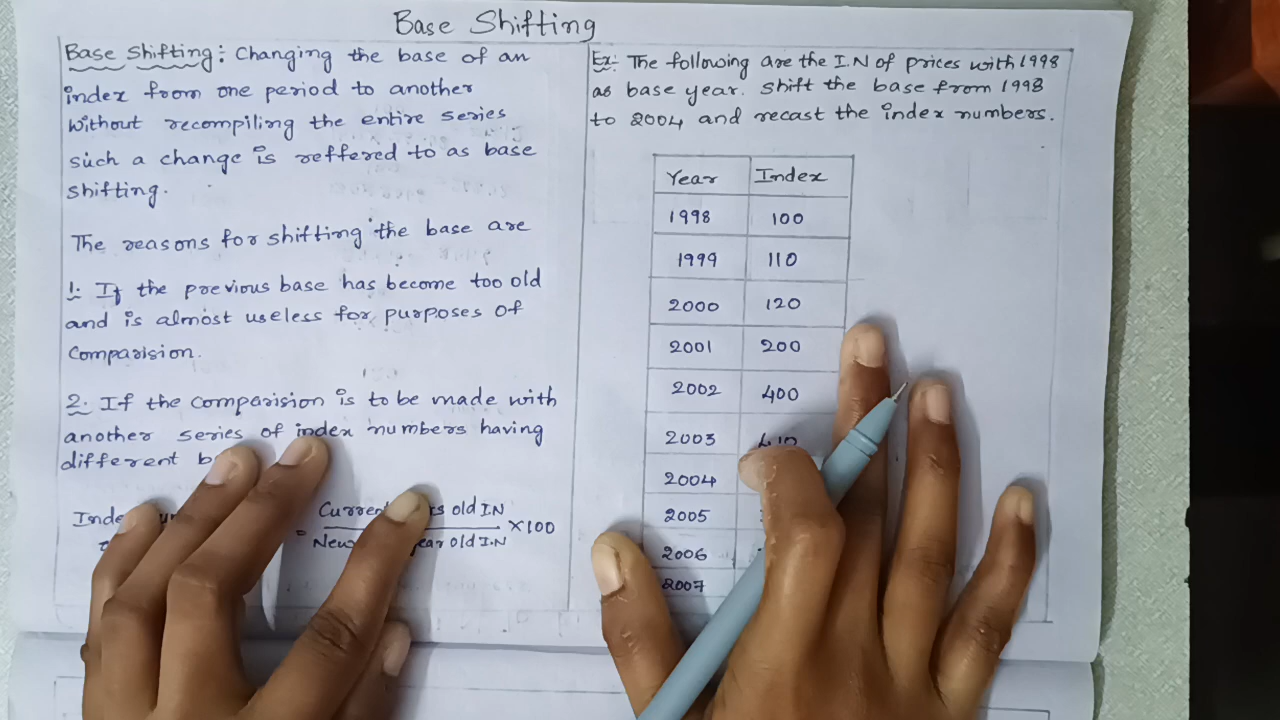 Base Shifting
Base Shifting: Changing the base of an
index from one period to another
without recompiling the entire series
such a change is reffered to as base
shifting.
The reasons for shifting the base are
1. If the previous base has become too old
and is almost useless for purposes of
Comparision.
2. If the comparision is to be made with
another series of index numbers having
different
Current old I.N
= ×100
New year old I.N
Ex:- The following are the I.N of prices with 1998
as base year. Shift the base from 1998
to 2004 and recast the index numbers.
Year Index
1998 100
1999 110
2000 120
2001 200
2002 400
2003
2004
2005
2006
2007